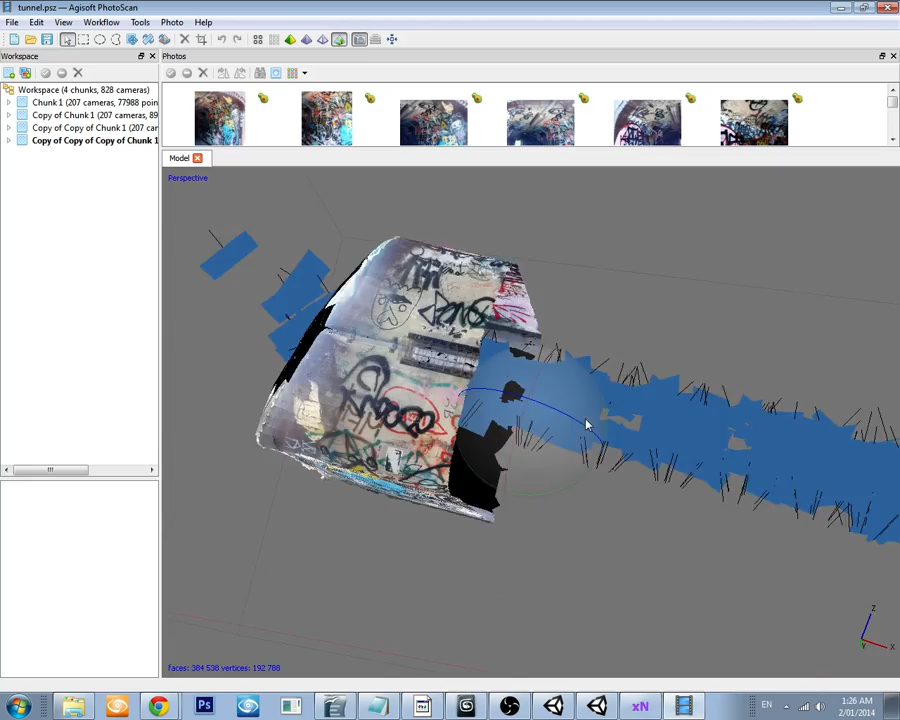 tunnel.psz — Agisoft PhotoScan
File Edit View Workflow Tools Photo Help
Workspace
Photos
Workspace (4 chunks, 828 cameras)
Chunk 1 (207 cameras, 77988 poin
Copy of Chunk 1 (207 cameras, 89
Copy of Copy of Chunk 1 (207 car
Copy of Copy of Copy of Chunk 1
Model
Perspective
Z
X
Y
faces: 384 538 vertices: 192 788
Ps
xN
EN
1:26 AM
2/01/2014